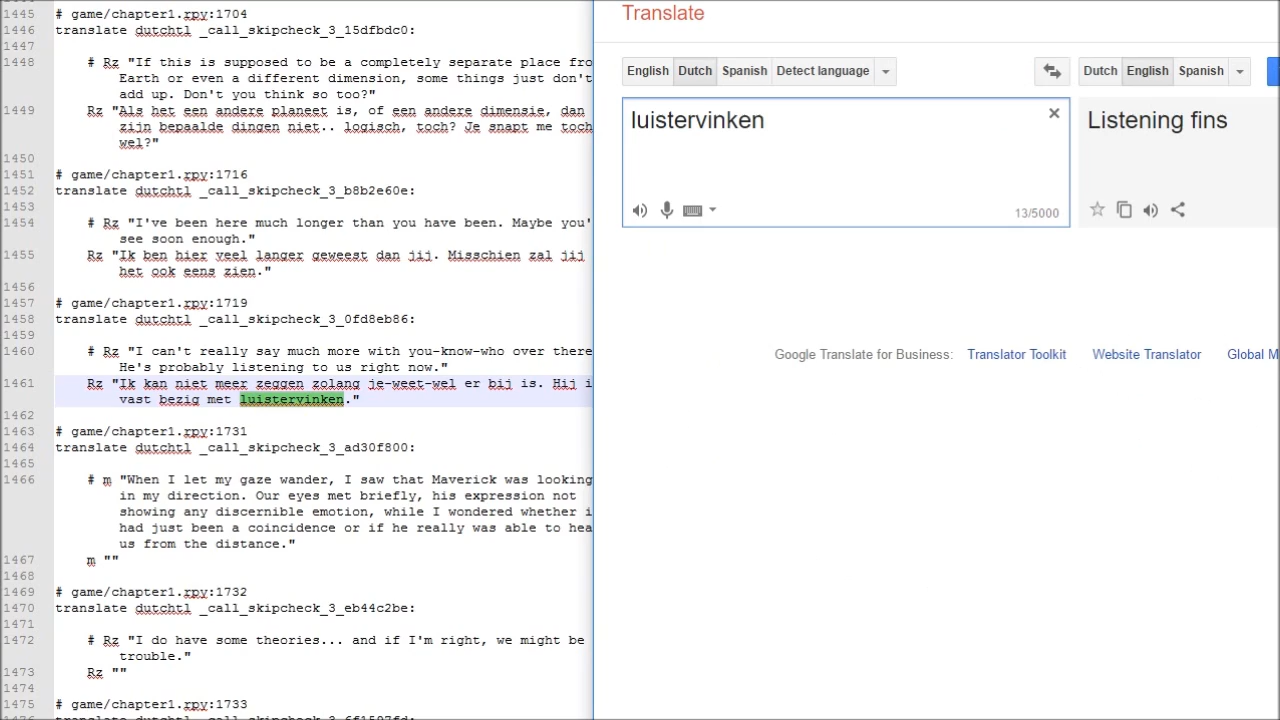 1445 # game/chapter1.rpy:1704
1446 translate dutchtl _call_skipcheck_3_15dfbdc0:
1447
1448 # Rz "If this is supposed to be a completely separate place fro
Earth or even a different dimension, some things just don't
add up. Don't you think so too?"
1449 Rz "Als het een andere planeet is, of een andere dimensie, dan
zijn bepaalde dingen niet.. logisch, toch? Je snapt me toch
wel?"
1450
1451 # game/chapter1.rpy:1716
1452 translate dutchtl _call_skipcheck_3_b8b2e60e:
1453
1454 # Rz "I've been here much longer than you have been. Maybe you'
see soon enough."
1455 Rz "Ik ben hier veel langer geweest dan jij. Misschien zal jij
het ook eens zien."
1456
1457 # game/chapter1.rpy:1719
1458 translate dutchtl _call_skipcheck_3_0fd8eb86:
1459
1460 # Rz "I can't really say much more with you-know-who over there
He's probably listening to us right now."
1461 Rz "Ik kan niet meer zeggen zolang je-weet-wel er bij is. Hij i
vast bezig met luistervinken."
1462
1463 # game/chapter1.rpy:1731
1464 translate dutchtl _call_skipcheck_3_ad30f800:
1465
1466 # m "When I let my gaze wander, I saw that Maverick was looking
in my direction. Our eyes met briefly, his expression not
showing any discernible emotion, while I wondered whether i
had just been a coincidence or if he really was able to hea
us from the distance."
1467 m ""
1468
1469 # game/chapter1.rpy:1732
1470 translate dutchtl _call_skipcheck_3_eb44c2be:
1471
1472 # Rz "I do have some theories... and if I'm right, we might be
trouble."
1473 Rz ""
1474
1475 # game/chapter1.rpy:1733
Translate
English Dutch Spanish Detect language
Dutch English Spanish
luistervinken
13/5000
Listening fins
Google Translate for Business: Translator Toolkit Website Translator Global M